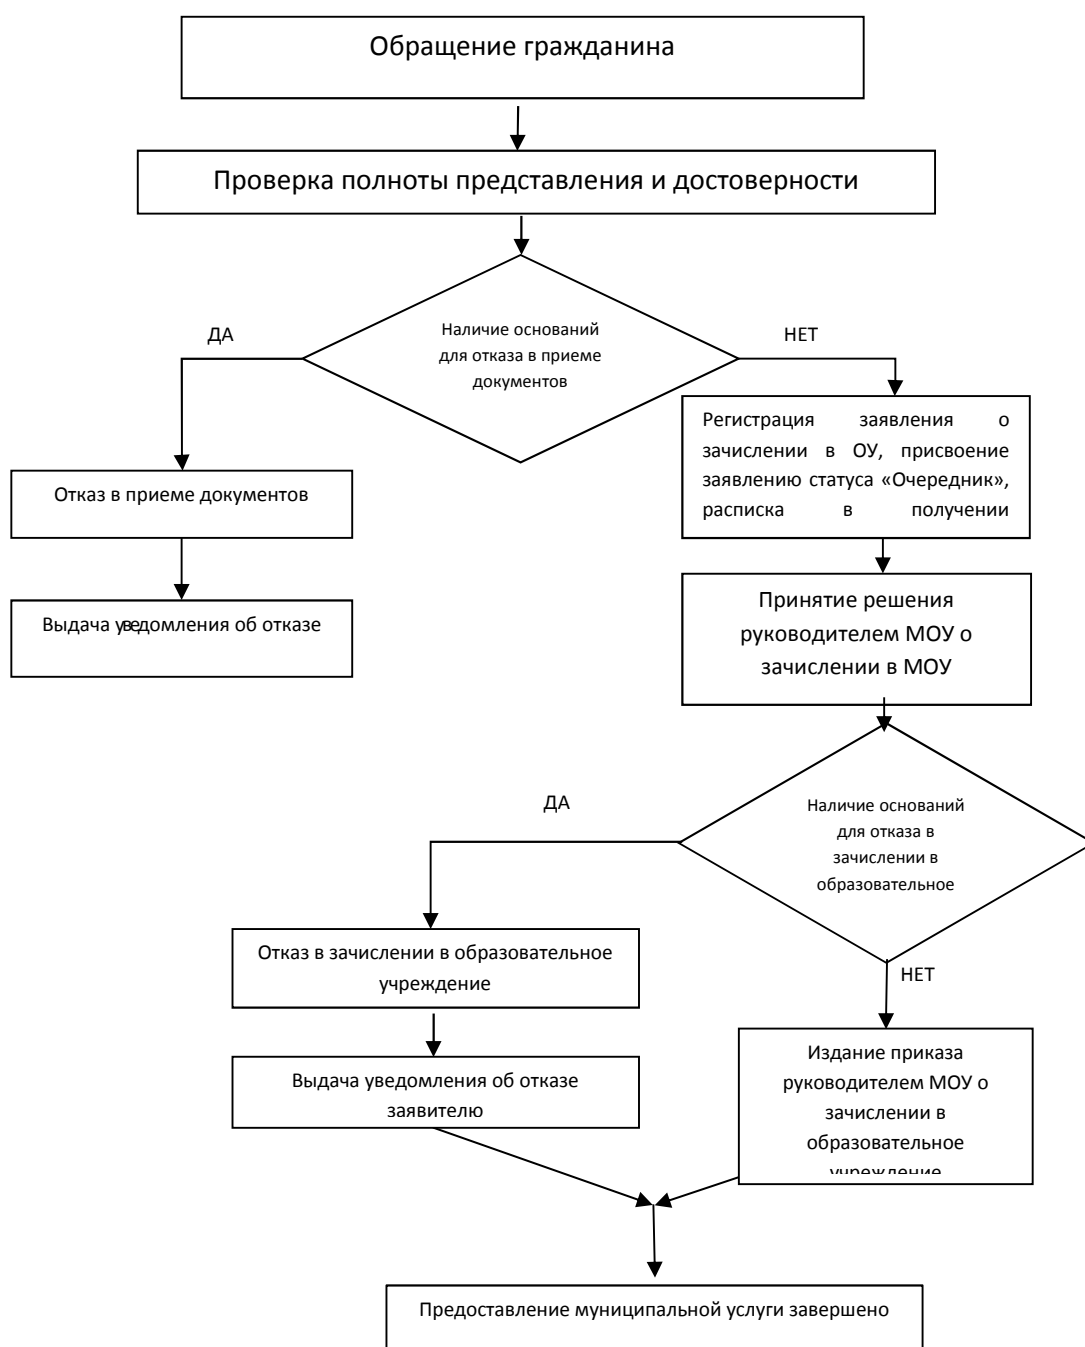 Обращение гражданина
Проверка полноты представления и достоверности
ДА
Наличие оснований
для отказа в приеме
документов
НЕТ
Регистрация заявления о
зачислении в ОУ, присвоение
заявлению статуса «Очередник»,
расписка в получении
Отказ в приеме документов
Выдача уведомления об отказе
Принятие решения
руководителем МОУ о
зачислении в МОУ
ДА
Наличие оснований
для отказа в
зачислении в
образовательное
НЕТ
Отказ в зачислении в образовательное
учреждение
Выдача уведомления об отказе
заявителю
Издание приказа
руководителем МОУ о
зачислении в
образовательное
учреждение
Предоставление муниципальной услуги завершено